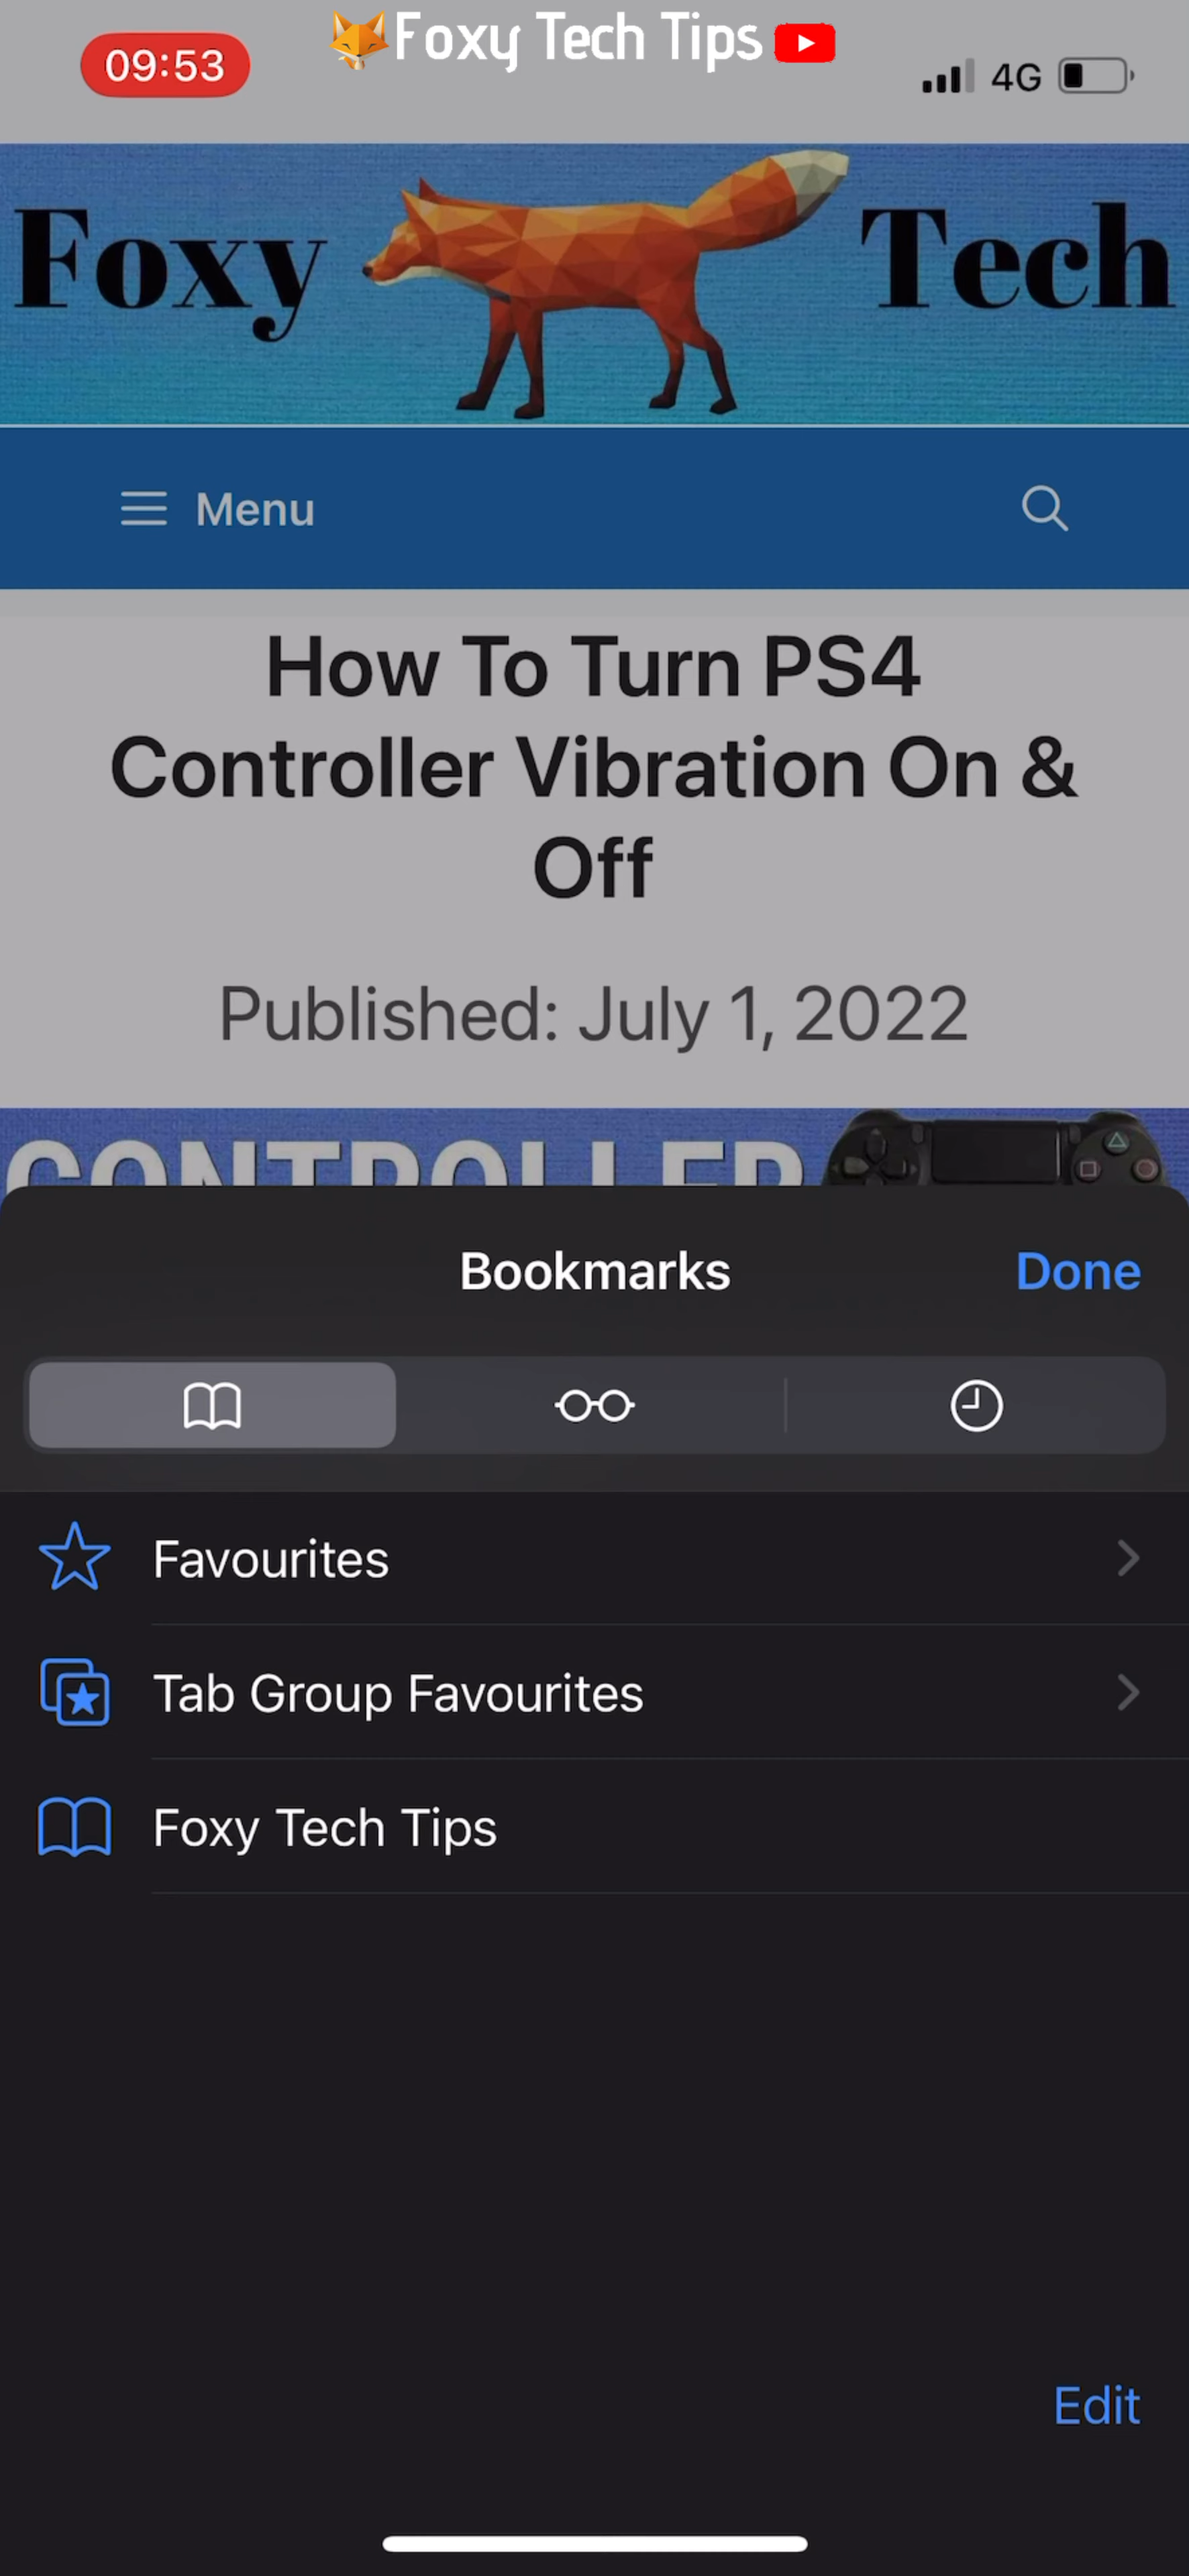 Foxy Tech Tips
09:53
4G
Foxy Tech
Menu
How To Turn PS4
Controller Vibration On &
Off
Published: July 1, 2022
CONTROLLER
Bookmarks
Done
Favourites
Tab Group Favourites
Foxy Tech Tips
Edit